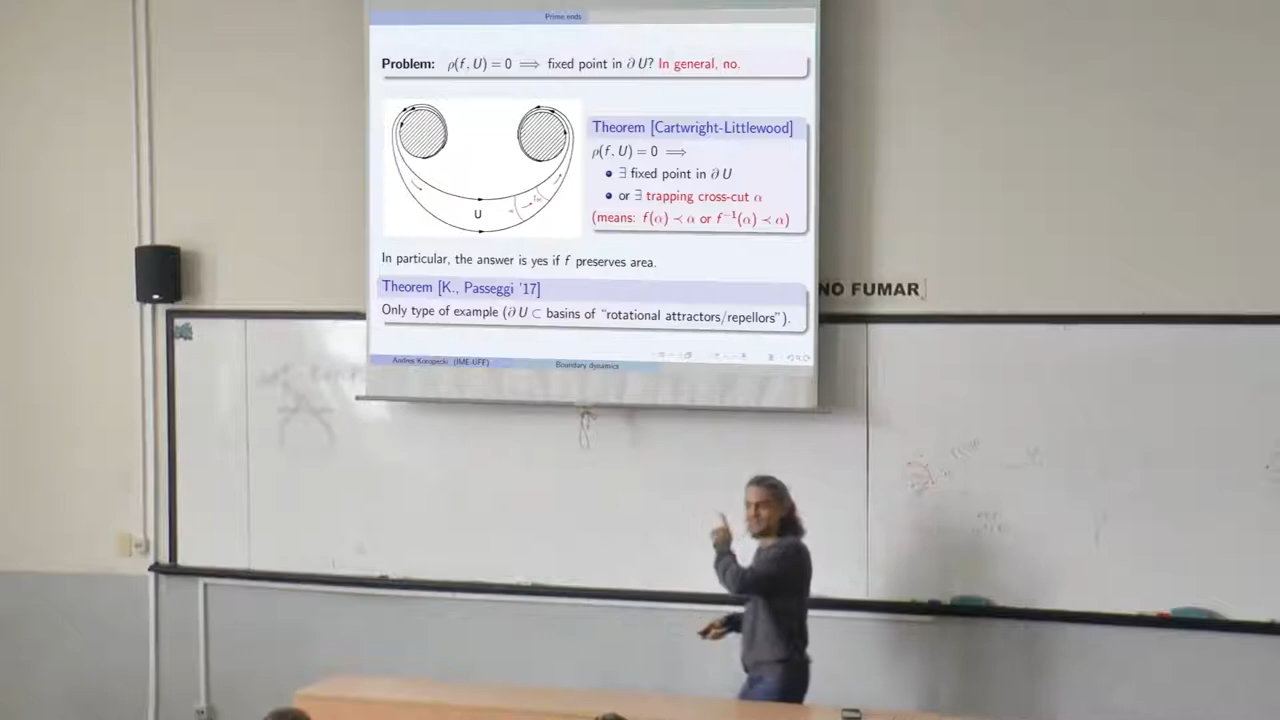 Prime ends
Problem: ρ(f, U) = 0 ⟹ fixed point in ∂U? In general, no.
U
Theorem [Cartwright-Littlewood]
ρ(f, U) = 0 ⟹
• ∃ fixed point in ∂U
• or ∃ trapping cross-cut α
(means: f(α) ≺ α or f⁻¹(α) ≺ α)
In particular, the answer is yes if f preserves area.
Theorem [K., Passeggi '17]
Only type of example (∂U ⊂ basins of "rotational attractors/repellors").
Andres Koropecki (IME-UFF)
Boundary dynamics
NO FUMAR